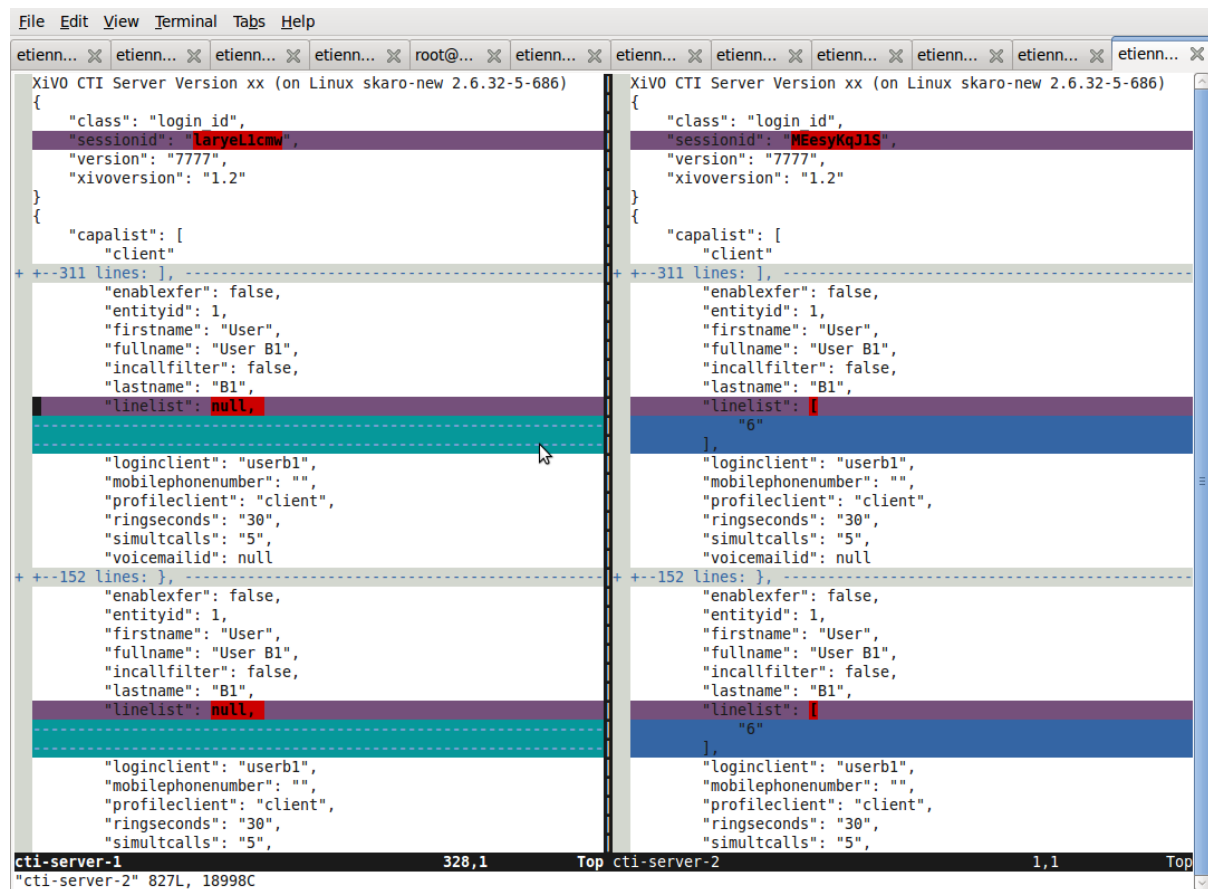 File Edit View Terminal Tabs Help
etienn... etienn... etienn... etienn... root@... etienn... etienn... etienn... etienn... etienn... etienn... etienn...
XiVO CTI Server Version xx (on Linux skaro-new 2.6.32-5-686)
{
"class": "login_id",
"sessionid": "laryeL1cmw",
"version": "7777",
"xivoversion": "1.2"
}
{
"capalist": [
"client"
+ +--311 lines: ], ----------------------------------------------
"enablexfer": false,
"entityid": 1,
"firstname": "User",
"fullname": "User B1",
"incallfilter": false,
"lastname": "B1",
"linelist": null,
"loginclient": "userb1",
"mobilephonenumber": "",
"profileclient": "client",
"ringseconds": "30",
"simultcalls": "5",
"voicemailid": null
+ +--152 lines: }, ----------------------------------------------
"enablexfer": false,
"entityid": 1,
"firstname": "User",
"fullname": "User B1",
"incallfilter": false,
"lastname": "B1",
"linelist": null,
"loginclient": "userb1",
"mobilephonenumber": "",
"profileclient": "client",
"ringseconds": "30",
"simultcalls": "5",
cti-server-1 328,1 Top
XiVO CTI Server Version xx (on Linux skaro-new 2.6.32-5-686)
{
"class": "login_id",
"sessionid": "MEesyKqJ1S",
"version": "7777",
"xivoversion": "1.2"
}
{
"capalist": [
"client"
+ +--311 lines: ], ----------------------------------------------
"enablexfer": false,
"entityid": 1,
"firstname": "User",
"fullname": "User B1",
"incallfilter": false,
"lastname": "B1",
"linelist": [
"6"
],
"loginclient": "userb1",
"mobilephonenumber": "",
"profileclient": "client",
"ringseconds": "30",
"simultcalls": "5",
"voicemailid": null
+ +--152 lines: }, ----------------------------------------------
"enablexfer": false,
"entityid": 1,
"firstname": "User",
"fullname": "User B1",
"incallfilter": false,
"lastname": "B1",
"linelist": [
"6"
],
"loginclient": "userb1",
"mobilephonenumber": "",
"profileclient": "client",
"ringseconds": "30",
"simultcalls": "5",
cti-server-2 1,1 Top
"cti-server-2" 827L, 18998C